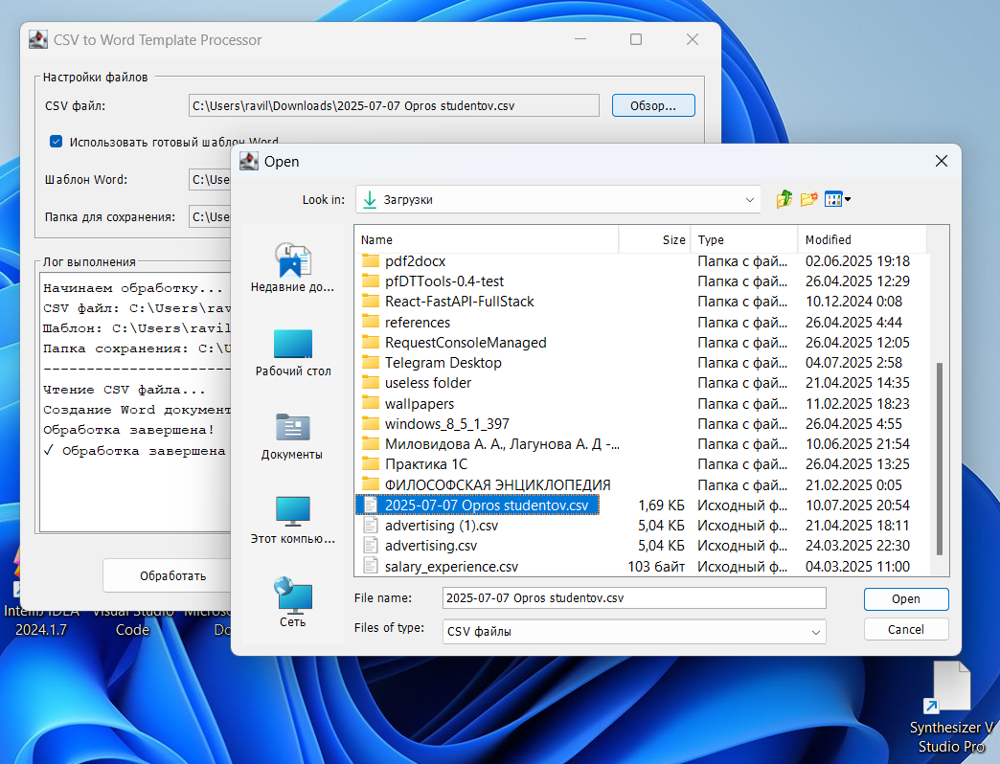 CSV to Word Template Processor
Настройки файлов
CSV файл:
C:\Users\ravil\Downloads\2025-07-07 Opros studentov.csv
Обзор...
Использовать готовый шаблон Word
Шаблон Word:
C:\Use
Папка для сохранения:
C:\Use
Лог выполнения
Начинаем обработку...
CSV файл: C:\Users\rav
Шаблон: C:\Users\ravil
Папка сохранения: C:\U
-----------------------
Чтение CSV файла...
Создание Word документ
Обработка завершена!
✓ Обработка завершена
Обработать
Open
Look in:
Загрузки
Недавние до...
Рабочий стол
Документы
Этот компью...
Сеть
Name Size Type Modified
pdf2docx Папка с фай... 02.06.2025 19:18
pfDTTools-0.4-test Папка с фай... 26.04.2025 12:29
React-FastAPI-FullStack Папка с фай... 10.12.2024 0:08
references Папка с фай... 26.04.2025 4:44
RequestConsoleManaged Папка с фай... 26.04.2025 12:05
Telegram Desktop Папка с фай... 04.07.2025 2:58
useless folder Папка с фай... 21.04.2025 14:35
wallpapers Папка с фай... 11.02.2025 18:23
windows_8_5_1_397 Папка с фай... 26.04.2025 4:55
Миловидова А. А., Лагунова А. Д -... Папка с фай... 10.06.2025 21:54
Практика 1С Папка с фай... 26.04.2025 13:25
ФИЛОСОФСКАЯ ЭНЦИКЛОПЕДИЯ Папка с фай... 21.02.2025 0:05
2025-07-07 Opros studentov.csv 1,69 КБ Исходный ф... 10.07.2025 20:54
advertising (1).csv 5,04 КБ Исходный ф... 21.04.2025 18:11
advertising.csv 5,04 КБ Исходный ф... 24.03.2025 22:30
salary_experience.csv 103 байт Исходный ф... 04.03.2025 11:00
File name:
2025-07-07 Opros studentov.csv
Open
Files of type:
CSV файлы
Cancel
IntelliJ IDEA
2024.1.7
Visual Studio
Code
Synthesizer V
Studio Pro